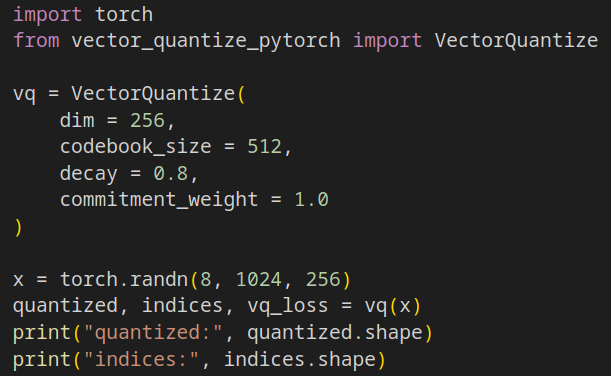 import torch
from vector_quantize_pytorch import VectorQuantize

vq = VectorQuantize(
    dim = 256,
    codebook_size = 512,
    decay = 0.8,
    commitment_weight = 1.0
)

x = torch.randn(8, 1024, 256)
quantized, indices, vq_loss = vq(x)
print("quantized:", quantized.shape)
print("indices:", indices.shape)